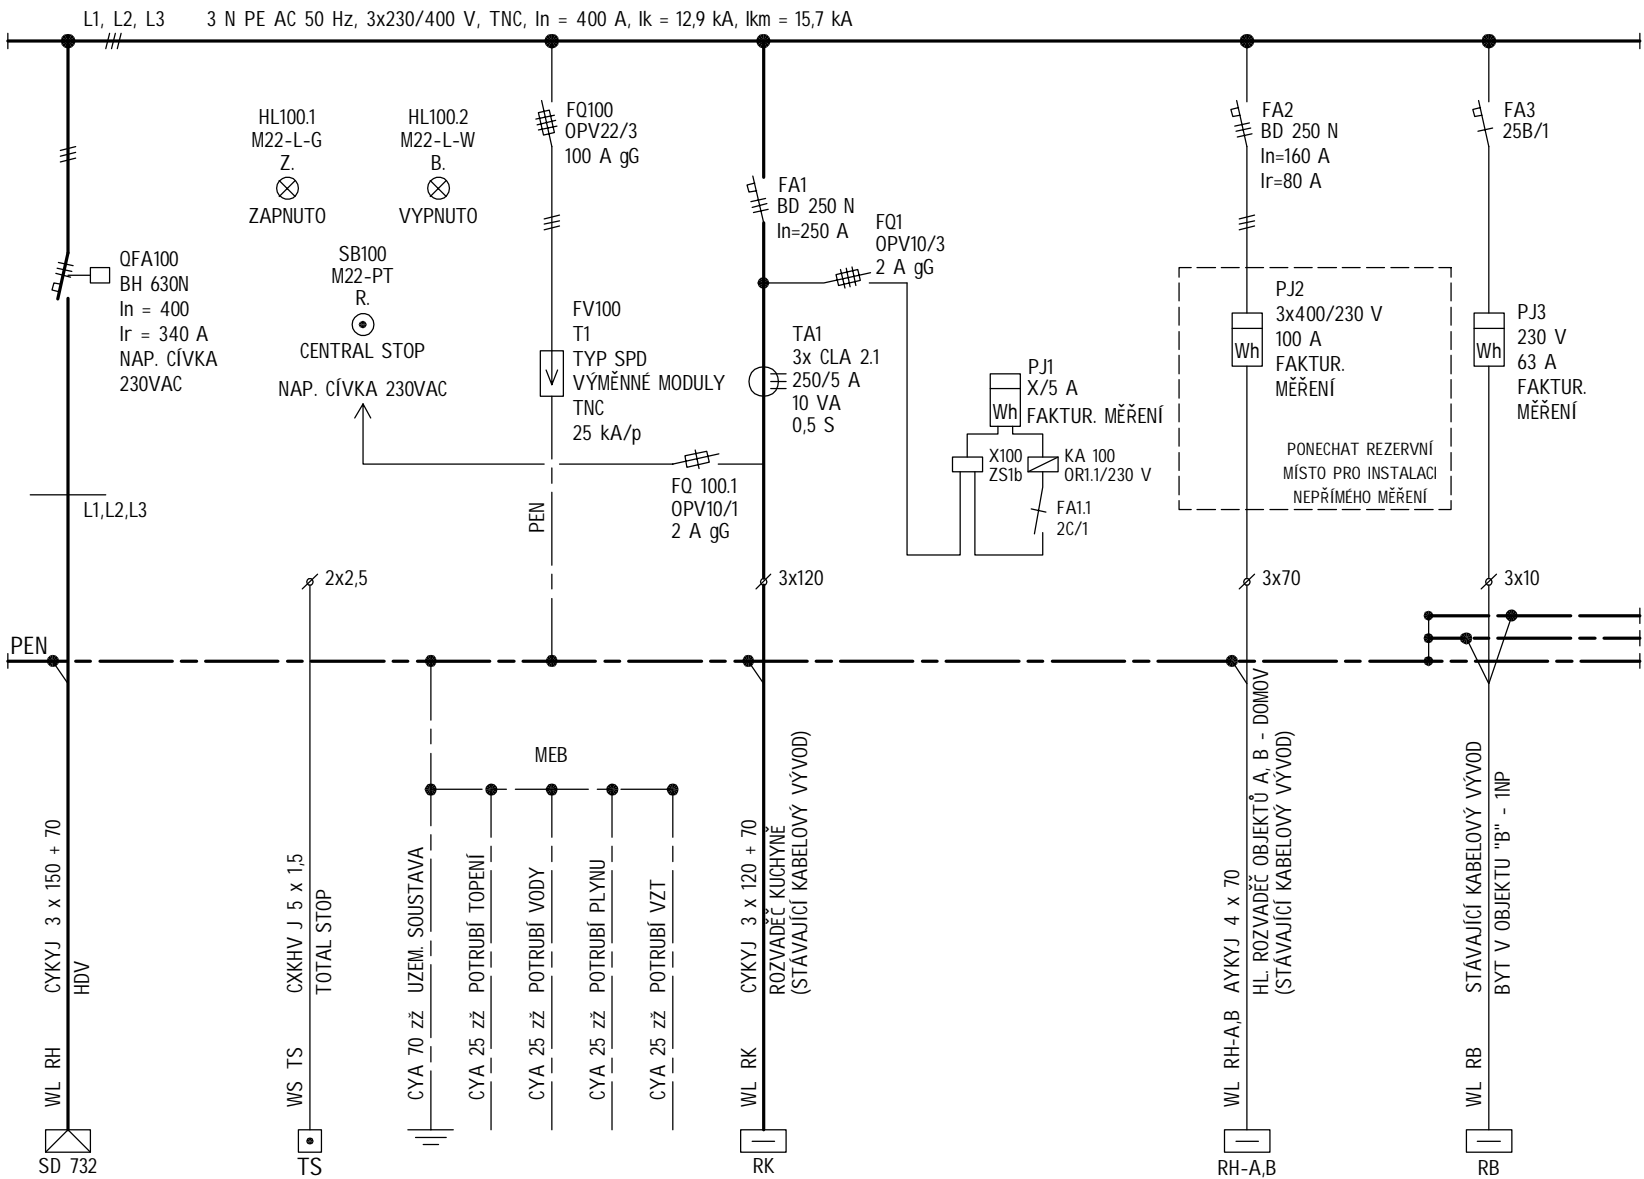 L1, L2, L3 3 N PE AC 50 Hz, 3x230/400 V, TNC, In = 400 A, Ik = 12,9 kA, Ikm = 15,7 kA
QFA100
BH 630N
In = 400
Ir = 340 A
NAP. CÍVKA
230VAC
L1,L2,L3
HL100.1
M22-L-G
Z.
ZAPNUTO
HL100.2
M22-L-W
B.
VYPNUTO
SB100
M22-PT
R.
CENTRAL STOP
NAP. CÍVKA 230VAC
FQ100
OPV22/3
100 A gG
FV100
T1
TYP SPD
VÝMĚNNÉ MODULY
TNC
25 kA/p
PEN
FQ 100.1
OPV10/1
2 A gG
FA1
BD 250 N
In=250 A
FQ1
OPV10/3
2 A gG
TA1
3x CLA 2.1
250/5 A
10 VA
0,5 S
PJ1
X/5 A
FAKTUR. MĚŘENÍ
Wh
X100
ZS1b
KA 100
OR1.1/230 V
FA1.1
2C/1
FA2
BD 250 N
In=160 A
Ir=80 A
PJ2
3x400/230 V
100 A
FAKTUR.
MĚŘENÍ
Wh
PONECHAT REZERVNÍ
MÍSTO PRO INSTALACI
NEPŘÍMÉHO MĚŘENÍ
FA3
25B/1
PJ3
230 V
63 A
FAKTUR.
MĚŘENÍ
Wh
2x2,5
3x120
3x70
3x10
PEN
MEB
WL RH CYKYJ 3 x 150 + 70
HDV
WS TS CXKHV J 5 x 1,5
TOTAL STOP
CYA 70 zž UZEM. SOUSTAVA
CYA 25 zž POTRUBÍ TOPENÍ
CYA 25 zž POTRUBÍ VODY
CYA 25 zž POTRUBÍ PLYNU
CYA 25 zž POTRUBÍ VZT
WL RK CYKYJ 3 x 120 + 70
ROZVADĚČ KUCHYNĚ
(STÁVAJÍCÍ KABELOVÝ VÝVOD)
WL RH-A,B AYKYJ 4 x 70
HL. ROZVADĚČ OBJEKTŮ A, B - DOMOV
(STÁVAJÍCÍ KABELOVÝ VÝVOD)
WL RB STÁVAJÍCÍ KABELOVÝ VÝVOD
BYT V OBJEKTU "B" - 1NP
SD 732
TS
RK
RH-A,B
RB